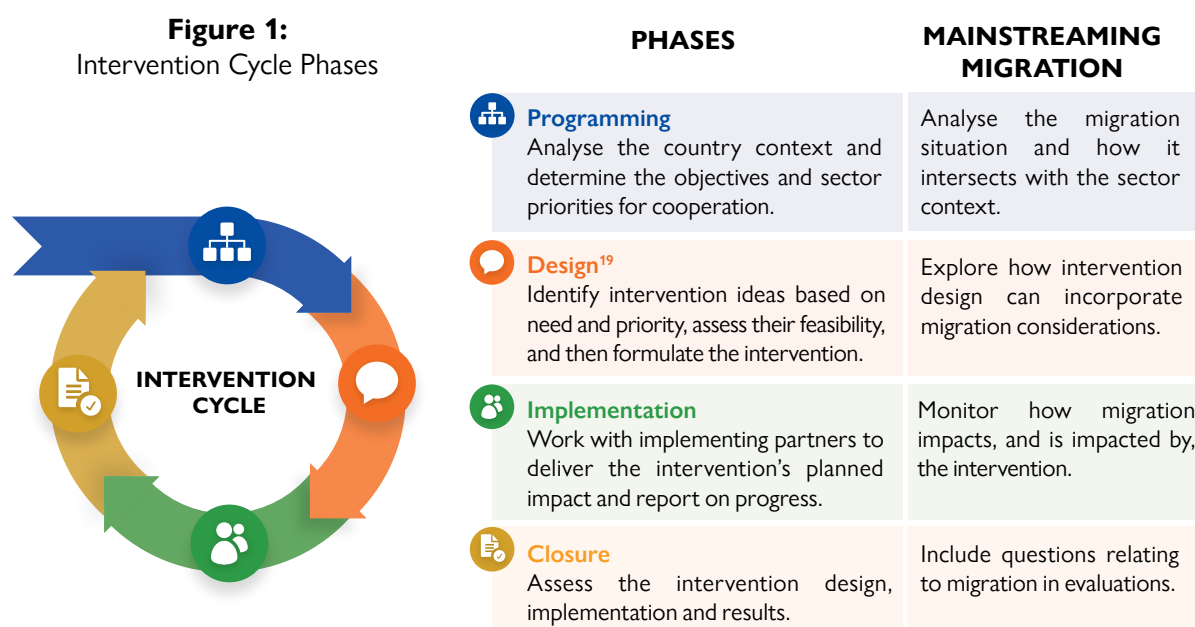 Figure 1:
Intervention Cycle Phases
INTERVENTION
CYCLE
PHASES
MAINSTREAMING
MIGRATION
Programming
Analyse the country context and
determine the objectives and sector
priorities for cooperation.
Analyse the migration
situation and how it
intersects with the sector
context.
Design¹⁹
Identify intervention ideas based on
need and priority, assess their feasibility,
and then formulate the intervention.
Explore how intervention
design can incorporate
migration considerations.
Implementation
Work with implementing partners to
deliver the intervention’s planned
impact and report on progress.
Monitor how migration
impacts, and is impacted by,
the intervention.
Closure
Assess the intervention design,
implementation and results.
Include questions relating
to migration in evaluations.